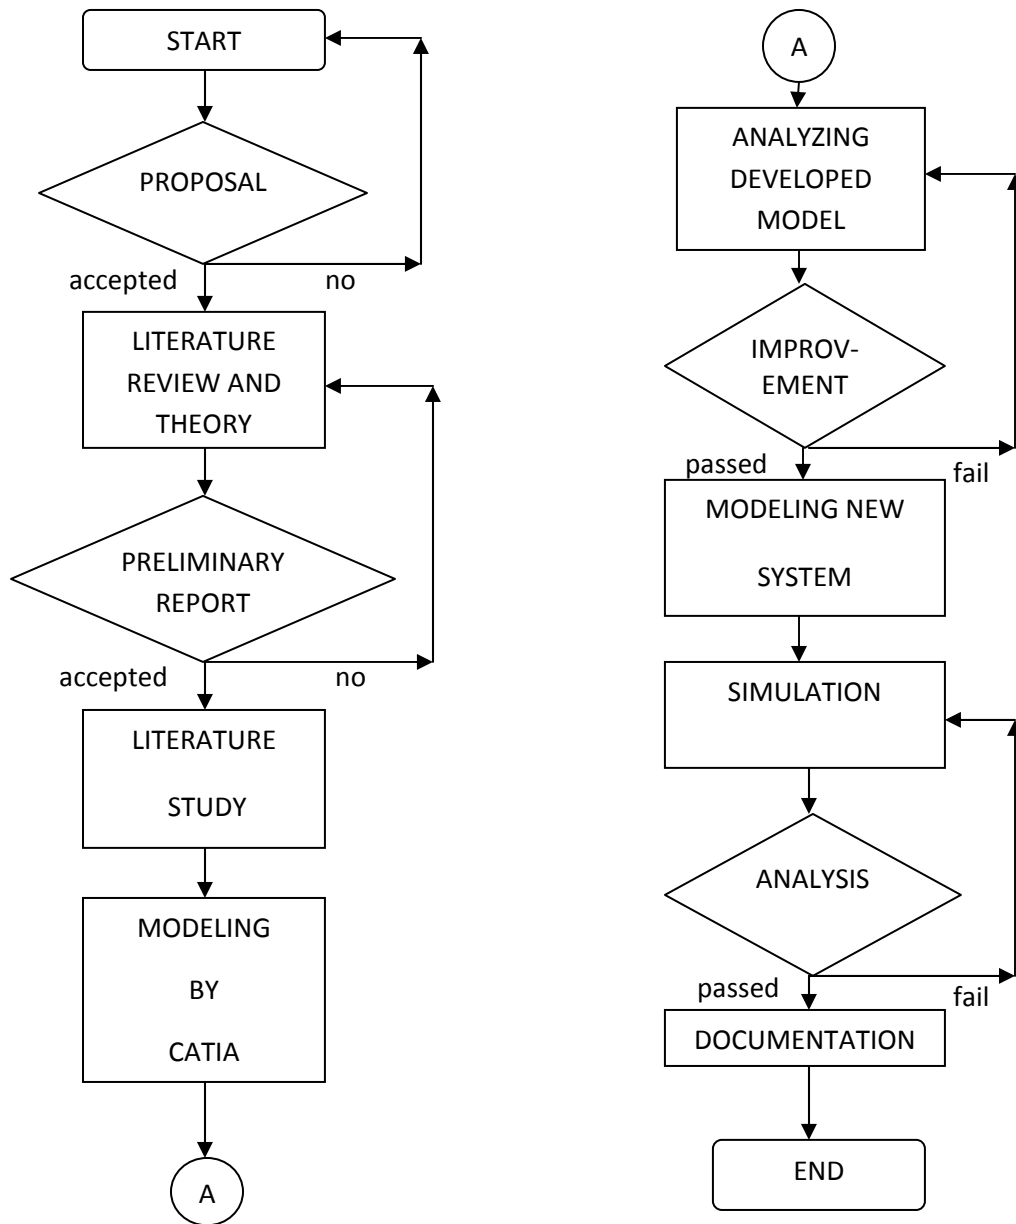 START
PROPOSAL
accepted
no
LITERATURE
REVIEW AND
THEORY
PRELIMINARY
REPORT
accepted
no
LITERATURE
STUDY
MODELING
BY
CATIA
A
A
ANALYZING
DEVELOPED
MODEL
IMPROV-
EMENT
passed
fail
MODELING NEW
SYSTEM
SIMULATION
ANALYSIS
passed
fail
DOCUMENTATION
END